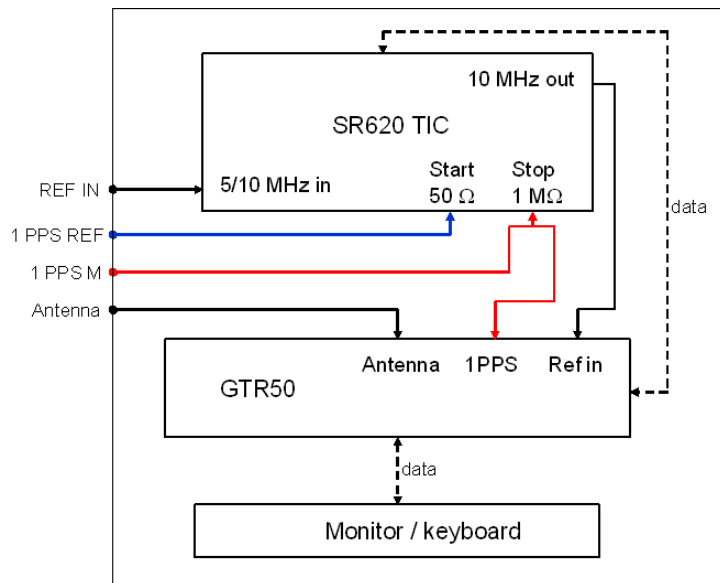 10 MHz out
SR620 TIC
5/10 MHz in
Start
50 Ω
Stop
1 MΩ
REF IN
1 PPS REF
1 PPS M
Antenna
data
Antenna
1PPS
Ref in
GTR50
data
Monitor / keyboard